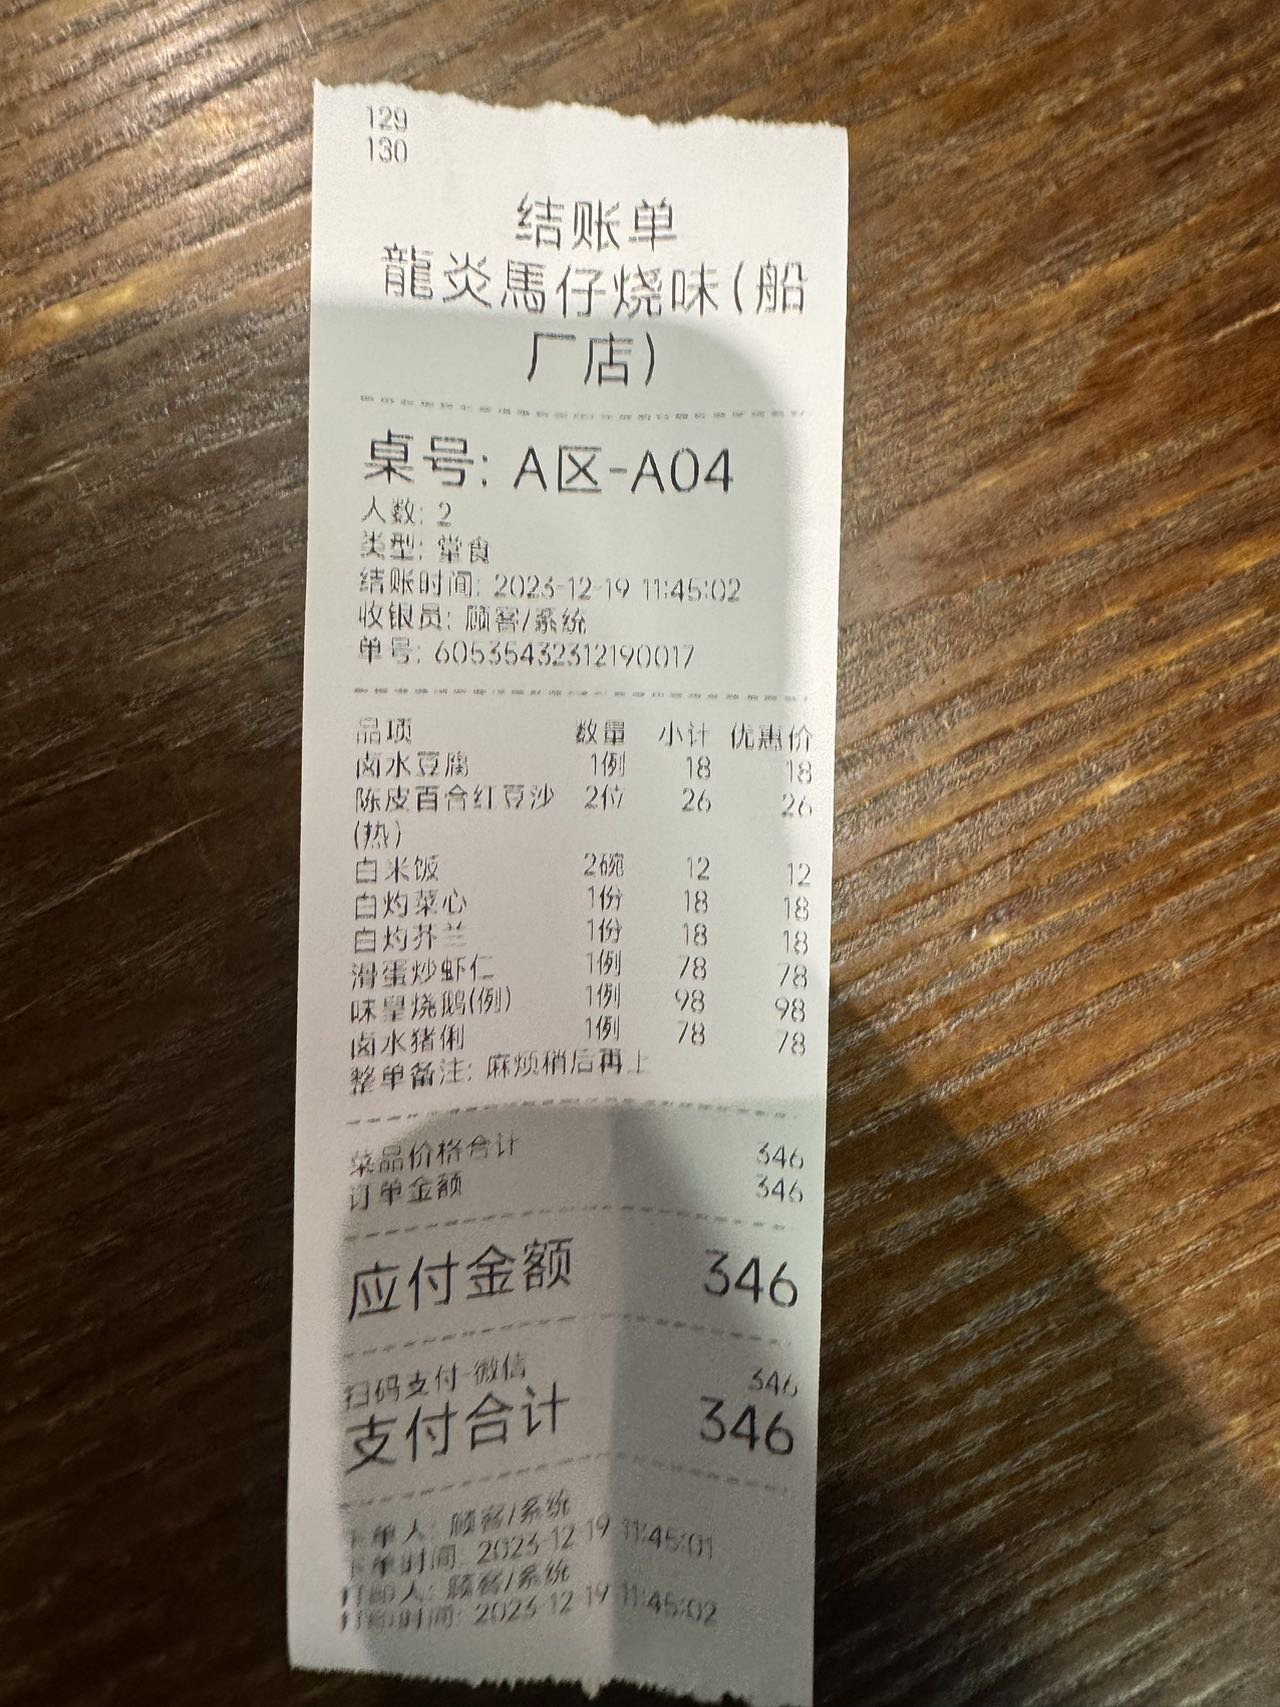 129
130
结账单
龍炎馬仔烧味(船
厂店)
桌号: A区-A04
人数: 2
类型: 堂食
结账时间: 2023-12-19 11:45:02
收银员: 顾客/系统
单号: 60535432312190017
品项 数量 小计 优惠价
卤水豆腐 1例 18 18
陈皮百合红豆沙 2位 26 26
(热)
白米饭 2碗 12 12
白灼菜心 1份 18 18
白灼芥兰 1份 18 18
滑蛋炒虾仁 1例 78 78
味皇烧鹅(例) 1例 98 98
卤水猪俐 1例 78 78
整单备注: 麻烦稍后再上
菜品价格合计 346
订单金额 346
应付金额 346
扫码支付-微信 346
支付合计 346
下单人: 顾客/系统
下单时间: 2023-12-19 11:45:01
打印人: 顾客/系统
打印时间: 2023-12-19 11:45:02